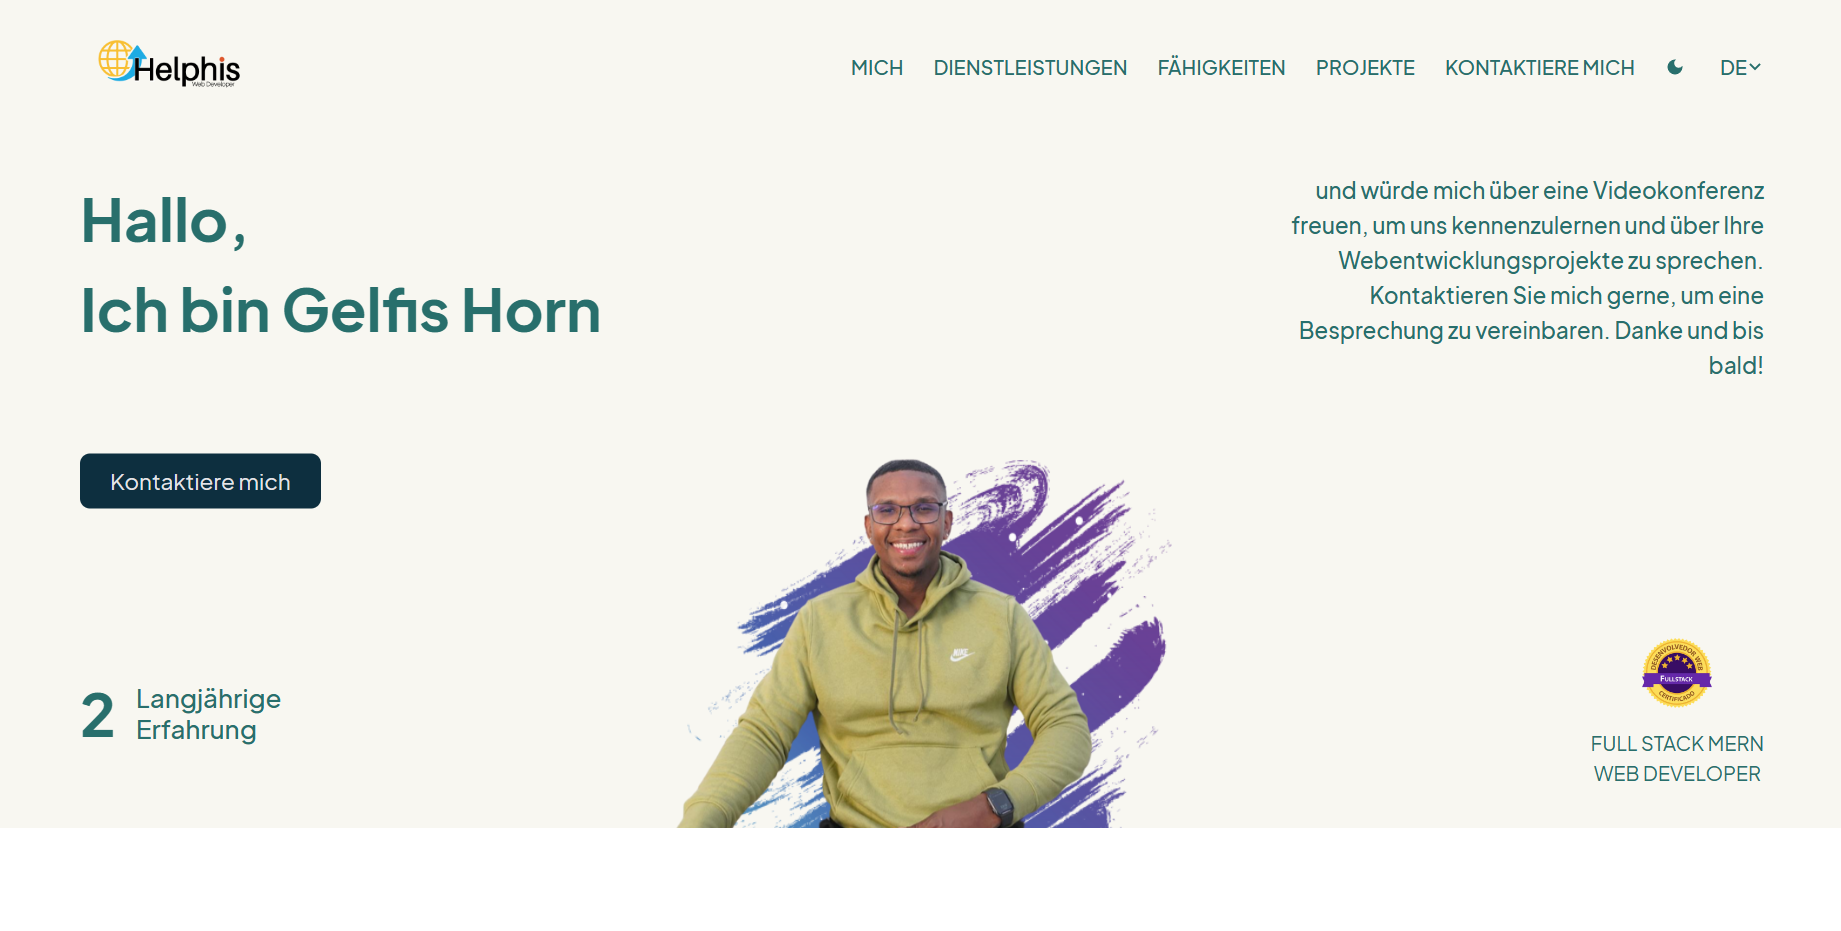 Helphis
Web Developer
MICH DIENSTLEISTUNGEN FÄHIGKEITEN PROJEKTE KONTAKTIERE MICH DE
Hallo,
Ich bin Gelfis Horn
und würde mich über eine Videokonferenz
freuen, um uns kennenzulernen und über Ihre
Webentwicklungsprojekte zu sprechen.
Kontaktieren Sie mich gerne, um eine
Besprechung zu vereinbaren. Danke und bis
bald!
Kontaktiere mich
NIKE
2 Langjährige
Erfahrung
DESENVOLVEDOR WEB
FULLSTACK
CERTIFICADO
FULL STACK MERN
WEB DEVELOPER